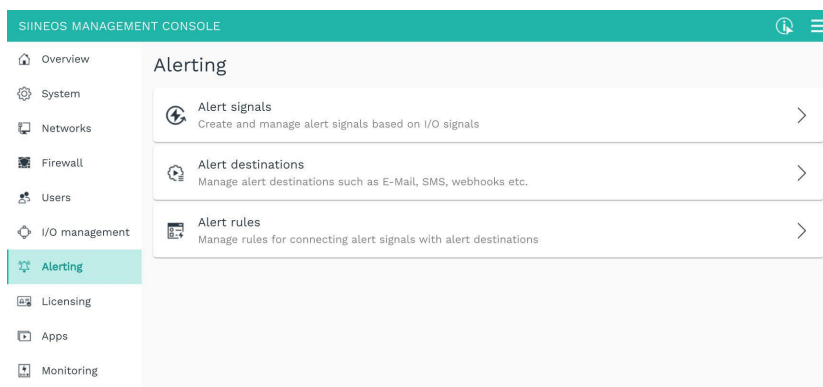 SIINEOS MANAGEMENT CONSOLE
Overview
System
Networks
Firewall
Users
I/O management
Alerting
Licensing
Apps
Monitoring
Alerting
Alert signals
Create and manage alert signals based on I/O signals
Alert destinations
Manage alert destinations such as E-Mail, SMS, webhooks etc.
Alert rules
Manage rules for connecting alert signals with alert destinations